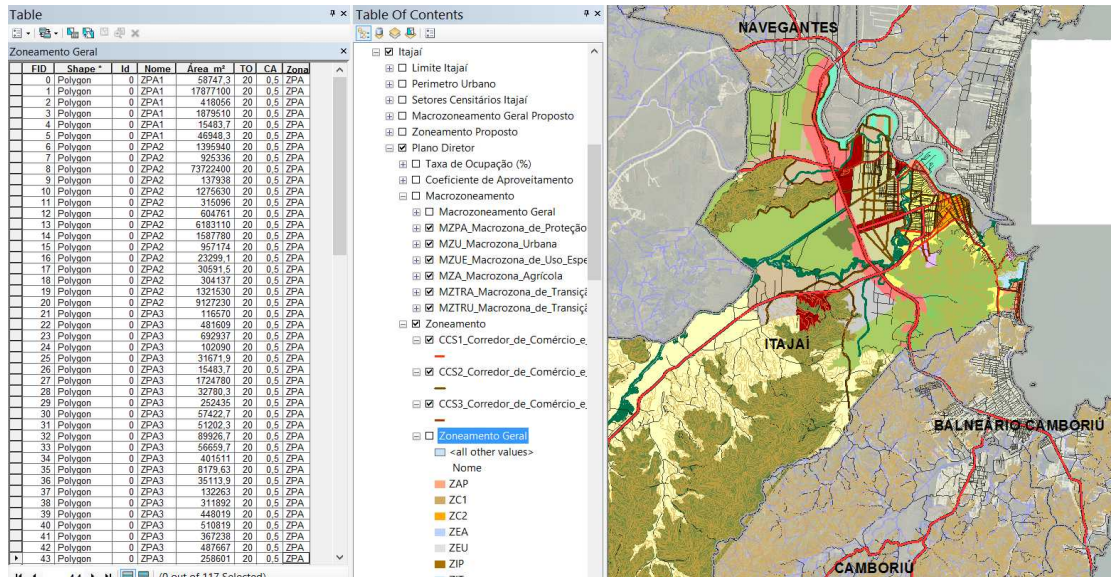 Table
Zoneamento Geral
FID Shape * Id Nome Área_m² TO CA Zona
0 Polygon 0 ZPA1 58747,3 20 0,5 ZPA
1 Polygon 0 ZPA1 17877100 20 0,5 ZPA
2 Polygon 0 ZPA1 418056 20 0,5 ZPA
3 Polygon 0 ZPA1 1879510 20 0,5 ZPA
4 Polygon 0 ZPA1 15483,7 20 0,5 ZPA
5 Polygon 0 ZPA1 46948,3 20 0,5 ZPA
6 Polygon 0 ZPA2 1395940 20 0,5 ZPA
7 Polygon 0 ZPA2 925336 20 0,5 ZPA
8 Polygon 0 ZPA2 73722400 20 0,5 ZPA
9 Polygon 0 ZPA2 137938 20 0,5 ZPA
10 Polygon 0 ZPA2 1275630 20 0,5 ZPA
11 Polygon 0 ZPA2 315096 20 0,5 ZPA
12 Polygon 0 ZPA2 604761 20 0,5 ZPA
13 Polygon 0 ZPA2 6183110 20 0,5 ZPA
14 Polygon 0 ZPA2 1587780 20 0,5 ZPA
15 Polygon 0 ZPA2 957174 20 0,5 ZPA
16 Polygon 0 ZPA2 23299,1 20 0,5 ZPA
17 Polygon 0 ZPA2 30591,5 20 0,5 ZPA
18 Polygon 0 ZPA2 304137 20 0,5 ZPA
19 Polygon 0 ZPA2 1321530 20 0,5 ZPA
20 Polygon 0 ZPA2 9127230 20 0,5 ZPA
21 Polygon 0 ZPA3 116570 20 0,5 ZPA
22 Polygon 0 ZPA3 481609 20 0,5 ZPA
23 Polygon 0 ZPA3 692937 20 0,5 ZPA
24 Polygon 0 ZPA3 102090 20 0,5 ZPA
25 Polygon 0 ZPA3 31671,9 20 0,5 ZPA
26 Polygon 0 ZPA3 15483,7 20 0,5 ZPA
27 Polygon 0 ZPA3 1724780 20 0,5 ZPA
28 Polygon 0 ZPA3 32780,3 20 0,5 ZPA
29 Polygon 0 ZPA3 252435 20 0,5 ZPA
30 Polygon 0 ZPA3 57422,7 20 0,5 ZPA
31 Polygon 0 ZPA3 51202,3 20 0,5 ZPA
32 Polygon 0 ZPA3 89926,7 20 0,5 ZPA
33 Polygon 0 ZPA3 56659,7 20 0,5 ZPA
34 Polygon 0 ZPA3 401511 20 0,5 ZPA
35 Polygon 0 ZPA3 8179,63 20 0,5 ZPA
36 Polygon 0 ZPA3 35113,9 20 0,5 ZPA
37 Polygon 0 ZPA3 132263 20 0,5 ZPA
38 Polygon 0 ZPA3 311892 20 0,5 ZPA
39 Polygon 0 ZPA3 448019 20 0,5 ZPA
40 Polygon 0 ZPA3 510819 20 0,5 ZPA
41 Polygon 0 ZPA3 367238 20 0,5 ZPA
42 Polygon 0 ZPA3 487667 20 0,5 ZPA
43 Polygon 0 ZPA3 258601 20 0,5 ZPA
(0 out of 117 Selected)
Table Of Contents
Itajaí
Limite Itajaí
Perimetro Urbano
Setores Censitários Itajaí
Macrozoneamento Geral Proposto
Zoneamento Proposto
Plano Diretor
Taxa de Ocupação (%)
Coeficiente de Aproveitamento
Macrozoneamento
Macrozoneamento Geral
MZPA_Macrozona_de_Proteção
MZU_Macrozona_Urbana
MZUE_Macrozona_de_Uso_Espe
MZA_Macrozona_Agrícola
MZTRA_Macrozona_de_Transiç
MZTRU_Macrozona_de_Transiç
Zoneamento
CCS1_Corredor_de_Comércio_e_
CCS2_Corredor_de_Comércio_e_
CCS3_Corredor_de_Comércio_e_
Zoneamento Geral
<all other values>
Nome
ZAP
ZC1
ZC2
ZEA
ZEU
ZIP
NAVEGANTES
ITAJAÍ
BALNEÁRIO CAMBORIÚ
CAMBORIÚ